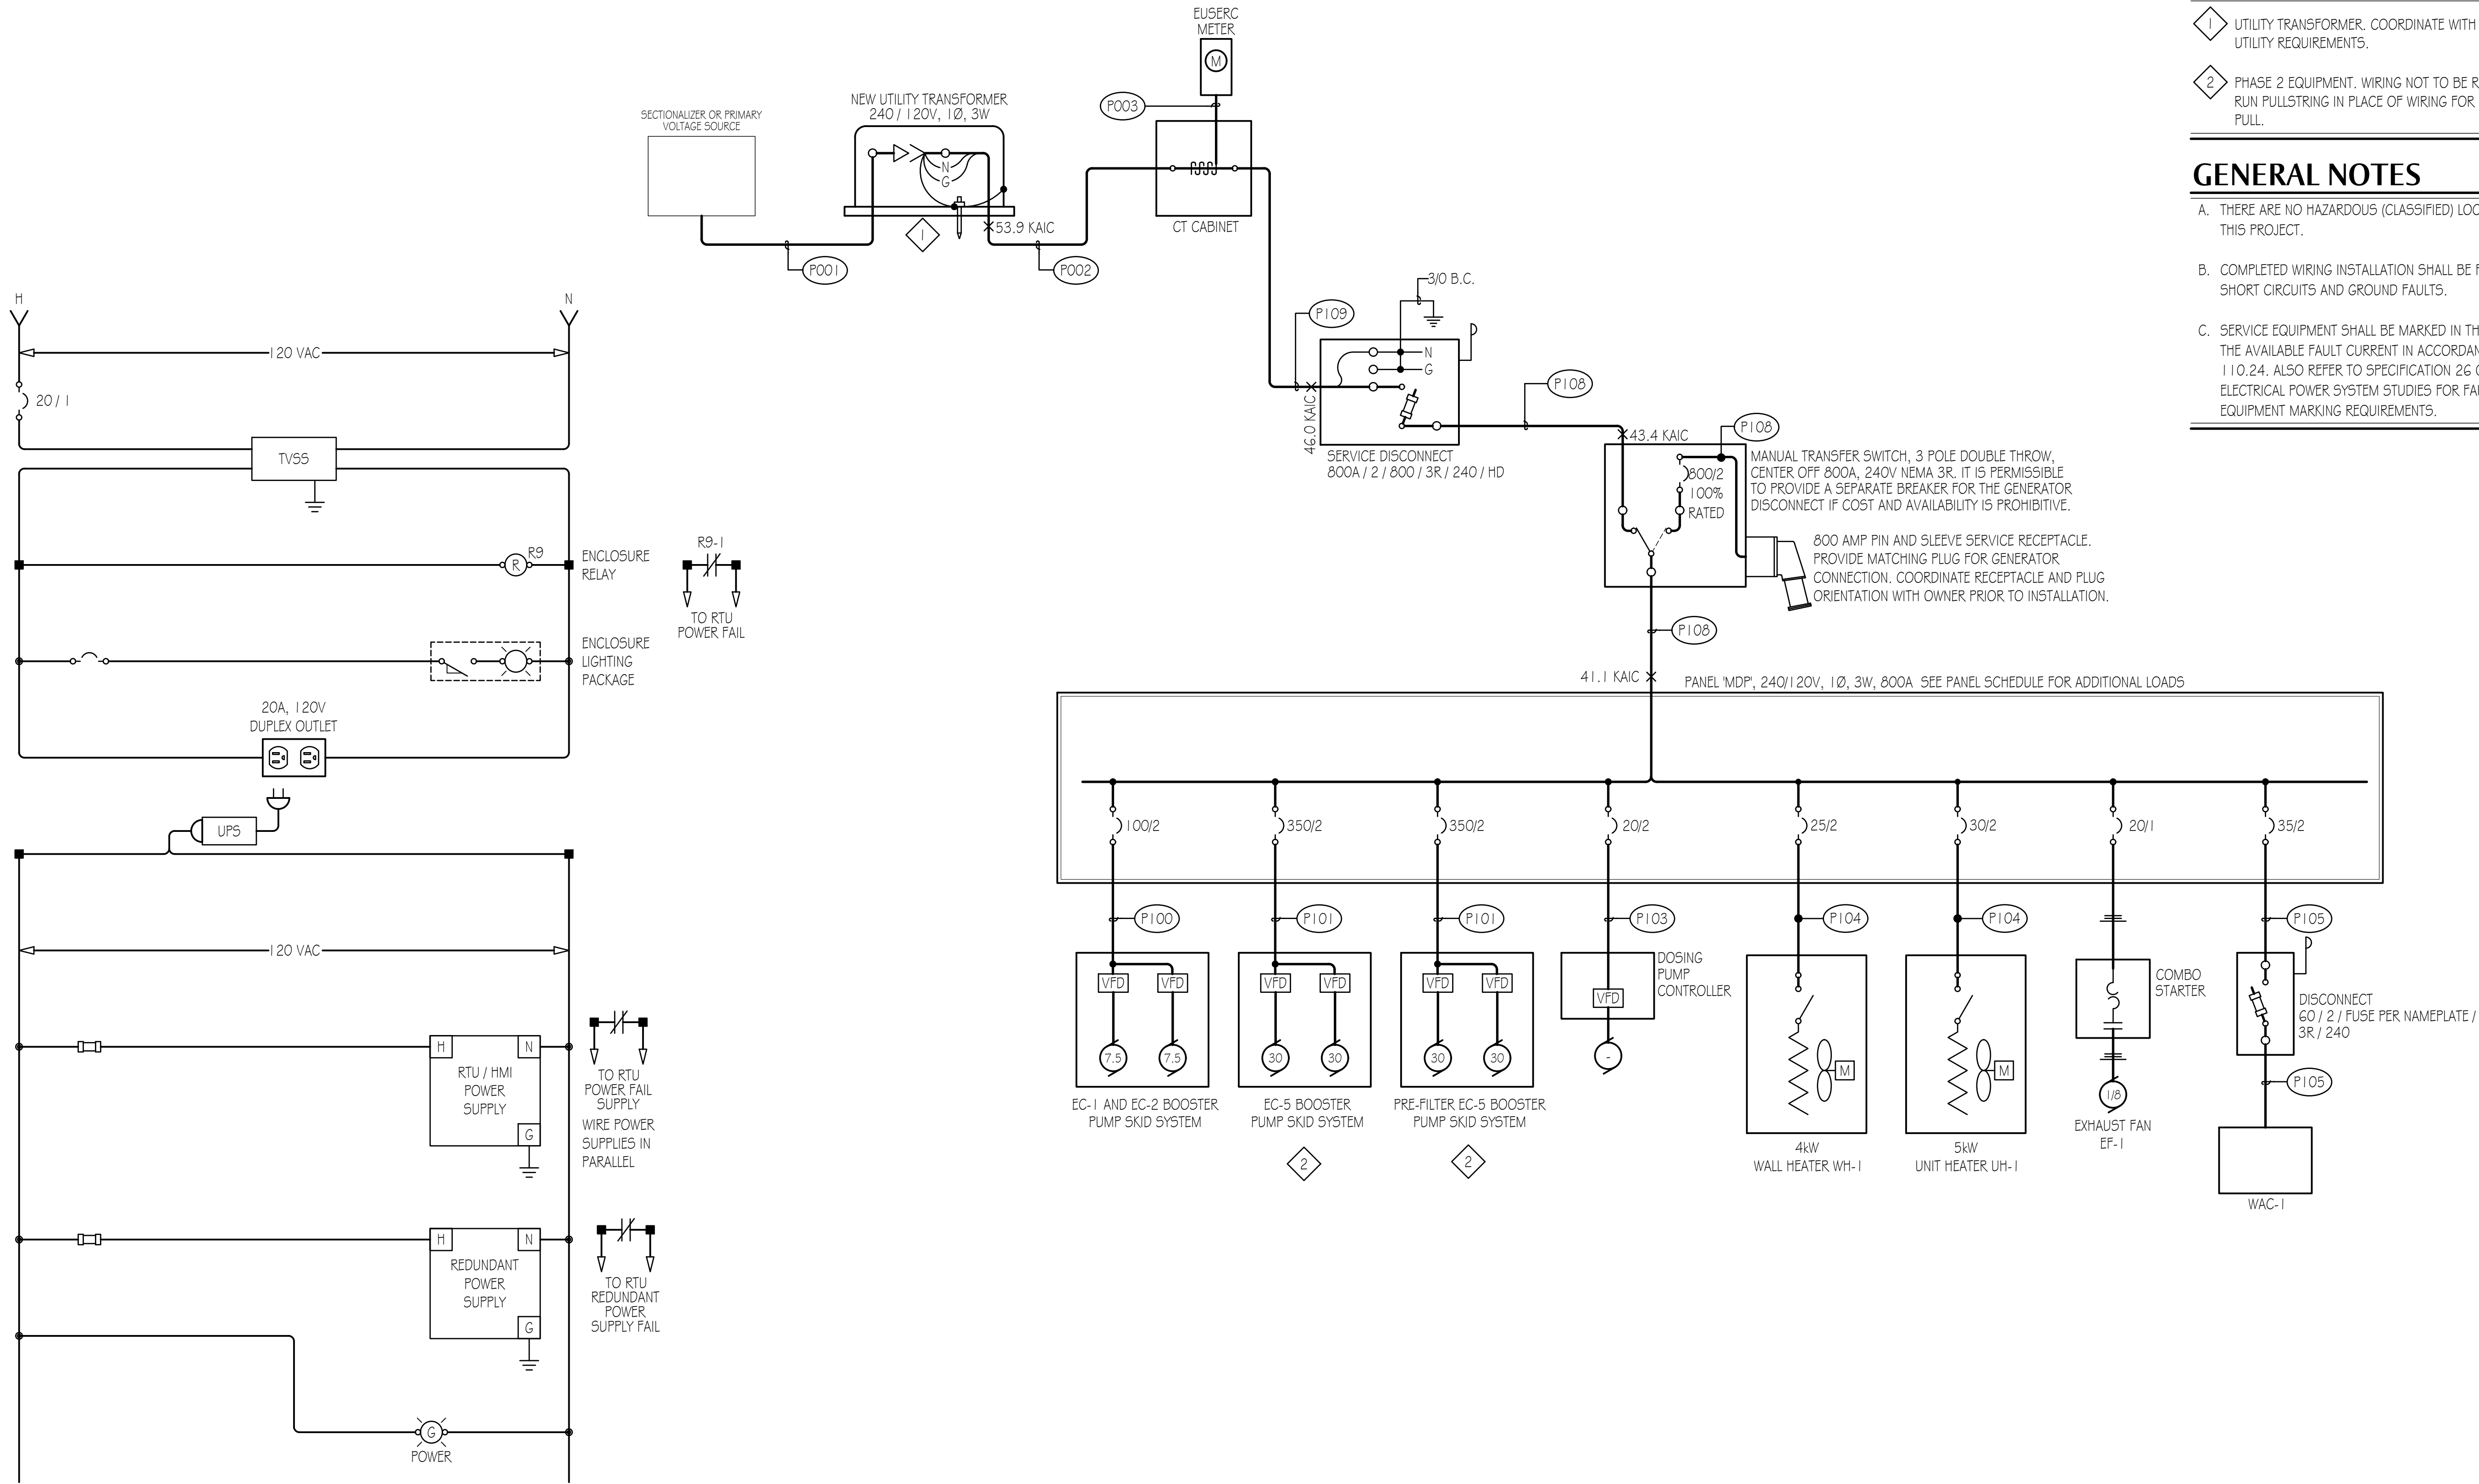 EUSERC
METER
M
P003
CT CABINET
NEW UTILITY TRANSFORMER
240 / 120V, 1Ø, 3W
N
G
1
53.9 KAIC
SECTIONALIZER OR PRIMARY
VOLTAGE SOURCE
P001
P002
1 UTILITY TRANSFORMER. COORDINATE WITH
UTILITY REQUIREMENTS.
2 PHASE 2 EQUIPMENT. WIRING NOT TO BE
RUN PULLSTRING IN PLACE OF WIRING FOR
PULL.
GENERAL NOTES
A. THERE ARE NO HAZARDOUS (CLASSIFIED)
THIS PROJECT.
B. COMPLETED WIRING INSTALLATION SHALL BE
SHORT CIRCUITS AND GROUND FAULTS.
C. SERVICE EQUIPMENT SHALL BE MARKED IN
THE AVAILABLE FAULT CURRENT IN
110.24. ALSO REFER TO SPECIFICATION 26
ELECTRICAL POWER SYSTEM STUDIES FOR
EQUIPMENT MARKING REQUIREMENTS.
3/0 B.C.
P109
N
G
46.0 KAIC
SERVICE DISCONNECT
800A / 2 / 800 / 3R / 240 / HD
P108
43.4 KAIC
P108
800/2
100%
RATED
MANUAL TRANSFER SWITCH, 3 POLE DOUBLE THROW,
CENTER OFF 800A, 240V NEMA 3R. IT IS PERMISSIBLE
TO PROVIDE A SEPARATE BREAKER FOR THE GENERATOR
DISCONNECT IF COST AND AVAILABILITY IS PROHIBITIVE.
800 AMP PIN AND SLEEVE SERVICE RECEPTACLE.
PROVIDE MATCHING PLUG FOR GENERATOR
CONNECTION. COORDINATE RECEPTACLE AND PLUG
ORIENTATION WITH OWNER PRIOR TO INSTALLATION.
P108
41.1 KAIC
PANEL 'MDP', 240/120V, 1Ø, 3W, 800A SEE PANEL SCHEDULE FOR ADDITIONAL LOADS
100/2
350/2
350/2
20/2
25/2
30/2
20/1
35/2
P100
P101
P101
P103
P104
P104
P105
VFD VFD
7.5 7.5
EC-1 AND EC-2 BOOSTER
PUMP SKID SYSTEM
VFD VFD
30 30
EC-5 BOOSTER
PUMP SKID SYSTEM
2
VFD VFD
30 30
PRE-FILTER EC-5 BOOSTER
PUMP SKID SYSTEM
2
DOSING
PUMP
CONTROLLER
VFD
-
M
4kW
WALL HEATER WH-1
M
5kW
UNIT HEATER UH-1
COMBO
STARTER
1/8
EXHAUST FAN
EF-1
DISCONNECT
60 / 2 / FUSE PER NAMEPLATE /
3R / 240
P105
WAC-1
H
N
120 VAC
20 / 1
TVSS
R
R9
ENCLOSURE
RELAY
R9-1
TO RTU
POWER FAIL
ENCLOSURE
LIGHTING
PACKAGE
20A, 120V
DUPLEX OUTLET
UPS
120 VAC
H
N
RTU / HMI
POWER
SUPPLY
G
TO RTU
POWER FAIL
SUPPLY
WIRE POWER
SUPPLIES IN
PARALLEL
H
N
REDUNDANT
POWER
SUPPLY
G
TO RTU
REDUNDANT
POWER
SUPPLY FAIL
G
POWER